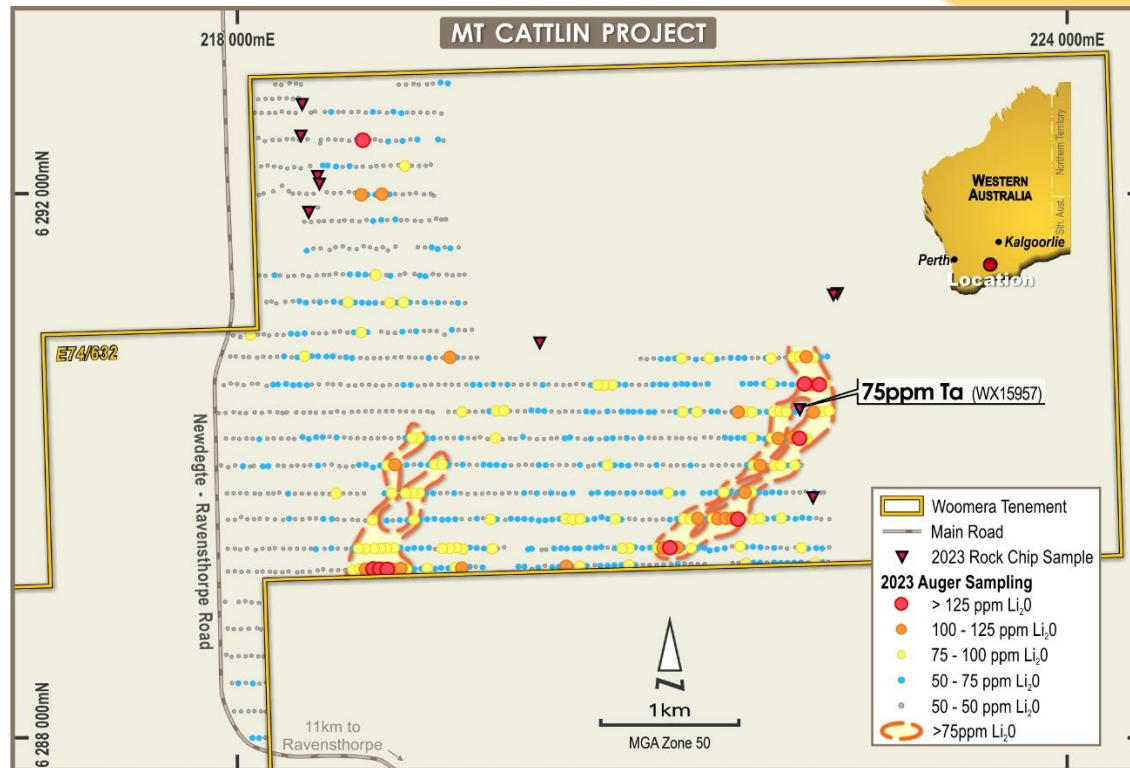 MT CATTLIN PROJECT
218 000mE
224 000mE
6 292 000mN
6 288 000mN
WESTERN
AUSTRALIA
Northern Territory
Sth. Aust.
Kalgoorlie
Perth
Location
E74/632
Newdegte - Ravensthorpe Road
75ppm Ta (WX15957)
11km to
Ravensthorpe
N
1km
MGA Zone 50
Woomera Tenement
Main Road
2023 Rock Chip Sample
2023 Auger Sampling
> 125 ppm Li₂0
100 - 125 ppm Li₂0
75 - 100 ppm Li₂0
50 - 75 ppm Li₂0
50 - 50 ppm Li₂0
>75ppm Li₂0